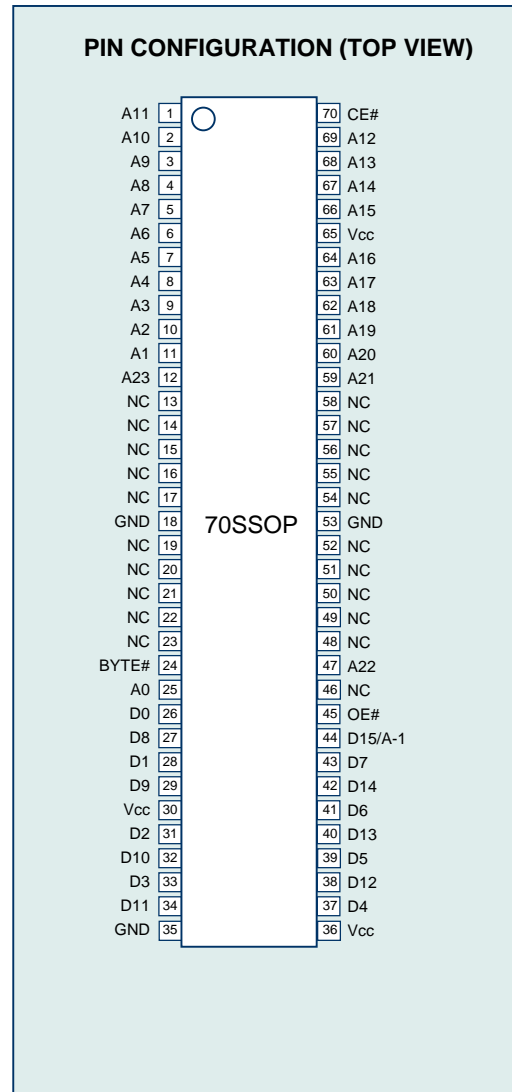 PIN CONFIGURATION (TOP VIEW)
A11 1 70 CE#
A10 2 69 A12
A9 3 68 A13
A8 4 67 A14
A7 5 66 A15
A6 6 65 Vcc
A5 7 64 A16
A4 8 63 A17
A3 9 62 A18
A2 10 61 A19
A1 11 60 A20
A23 12 59 A21
NC 13 58 NC
NC 14 57 NC
NC 15 56 NC
NC 16 55 NC
NC 17 54 NC
GND 18 70SSOP 53 GND
NC 19 52 NC
NC 20 51 NC
NC 21 50 NC
NC 22 49 NC
NC 23 48 NC
BYTE# 24 47 A22
A0 25 46 NC
D0 26 45 OE#
D8 27 44 D15/A-1
D1 28 43 D7
D9 29 42 D14
Vcc 30 41 D6
D2 31 40 D13
D10 32 39 D5
D3 33 38 D12
D11 34 37 D4
GND 35 36 Vcc